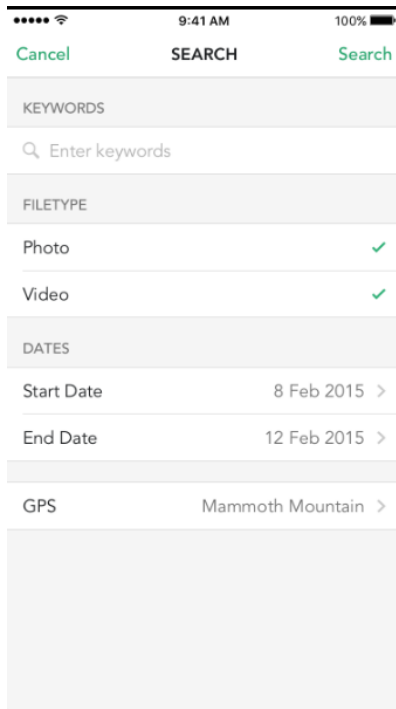 9:41 AM 100%
Cancel SEARCH Search
KEYWORDS
Enter keywords
FILETYPE
Photo
Video
DATES
Start Date 8 Feb 2015
End Date 12 Feb 2015
GPS Mammoth Mountain